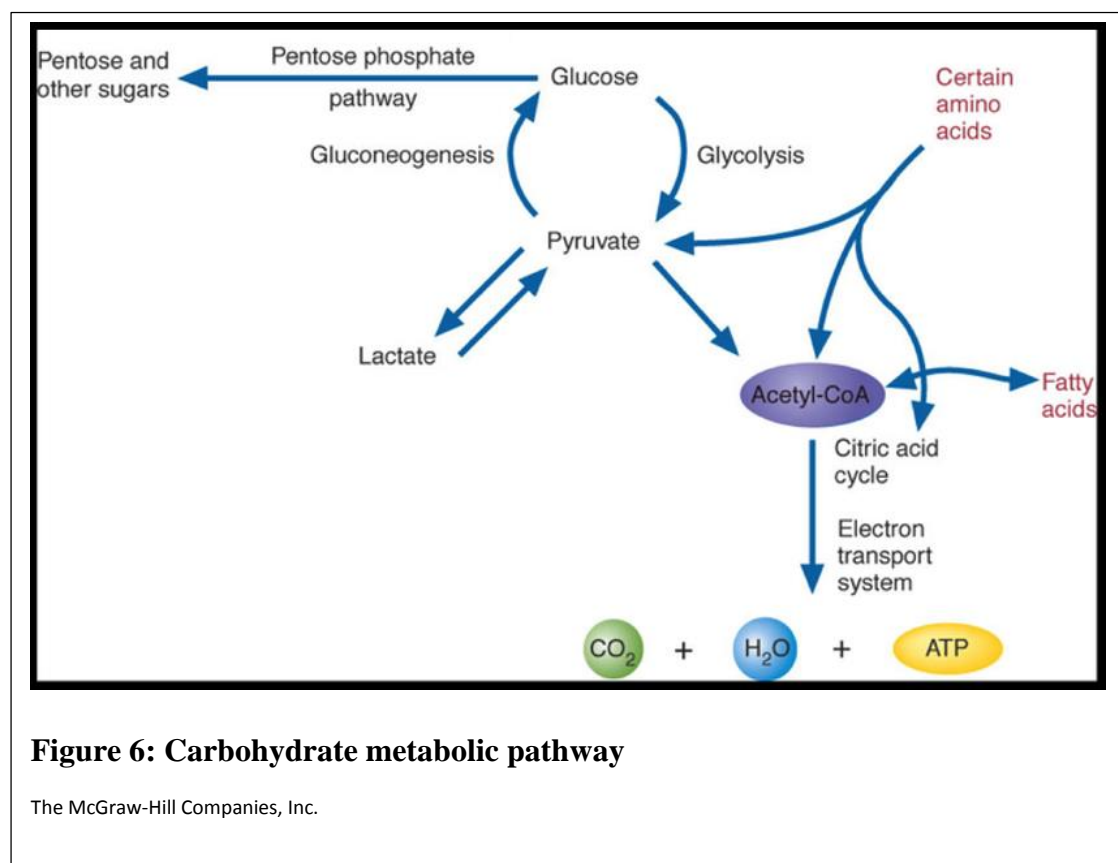 Pentose and
other sugars
Pentose phosphate
pathway
Glucose
Certain
amino
acids
Gluconeogenesis
Glycolysis
Pyruvate
Lactate
Acetyl-CoA
Fatty
acids
Citric acid
cycle
Electron
transport
system
CO₂ + H₂O + ATP
Figure 6: Carbohydrate metabolic pathway
The McGraw-Hill Companies, Inc.